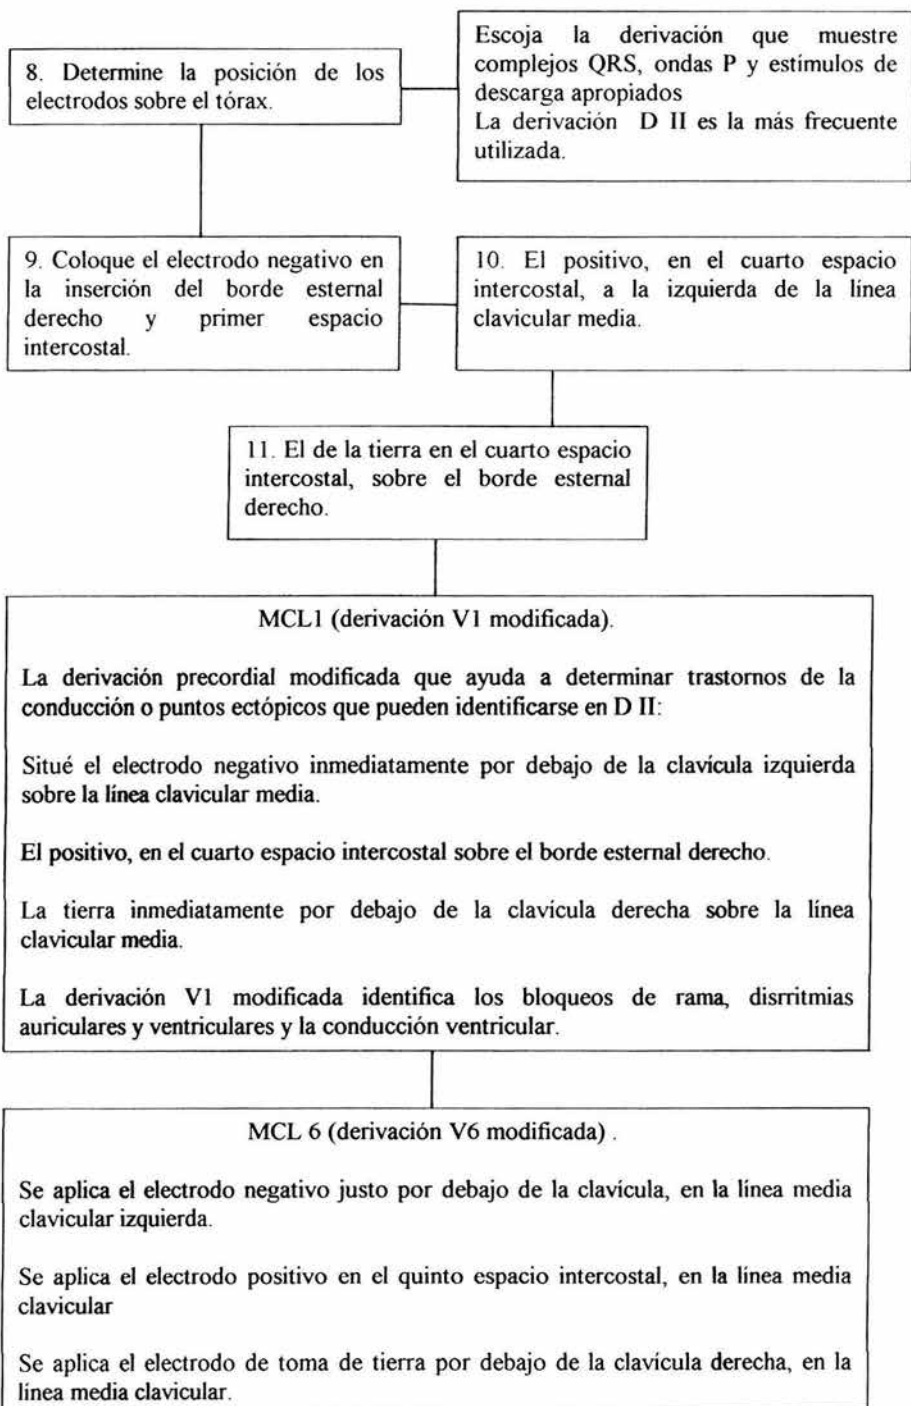 8. Determine la posición de los
electrodos sobre el tórax.
Escoja la derivación que muestre
complejos QRS, ondas P y estímulos de
descarga apropiados
La derivación D II es la más frecuente
utilizada.
9. Coloque el electrodo negativo en
la inserción del borde esternal
derecho y primer espacio
intercostal.
10. El positivo, en el cuarto espacio
intercostal, a la izquierda de la línea
clavicular media.
11. El de la tierra en el cuarto espacio
intercostal, sobre el borde esternal
derecho.
MCL1 (derivación V1 modificada).
La derivación precordial modificada que ayuda a determinar trastornos de la
conducción o puntos ectópicos que pueden identificarse en D II:
Situé el electrodo negativo inmediatamente por debajo de la clavícula izquierda
sobre la línea clavicular media.
El positivo, en el cuarto espacio intercostal sobre el borde esternal derecho.
La tierra inmediatamente por debajo de la clavícula derecha sobre la línea
clavicular media.
La derivación V1 modificada identifica los bloqueos de rama, disrritmias
auriculares y ventriculares y la conducción ventricular.
MCL 6 (derivación V6 modificada) .
Se aplica el electrodo negativo justo por debajo de la clavícula, en la línea media
clavicular izquierda.
Se aplica el electrodo positivo en el quinto espacio intercostal, en la línea media
clavicular
Se aplica el electrodo de toma de tierra por debajo de la clavícula derecha, en la
línea media clavicular.